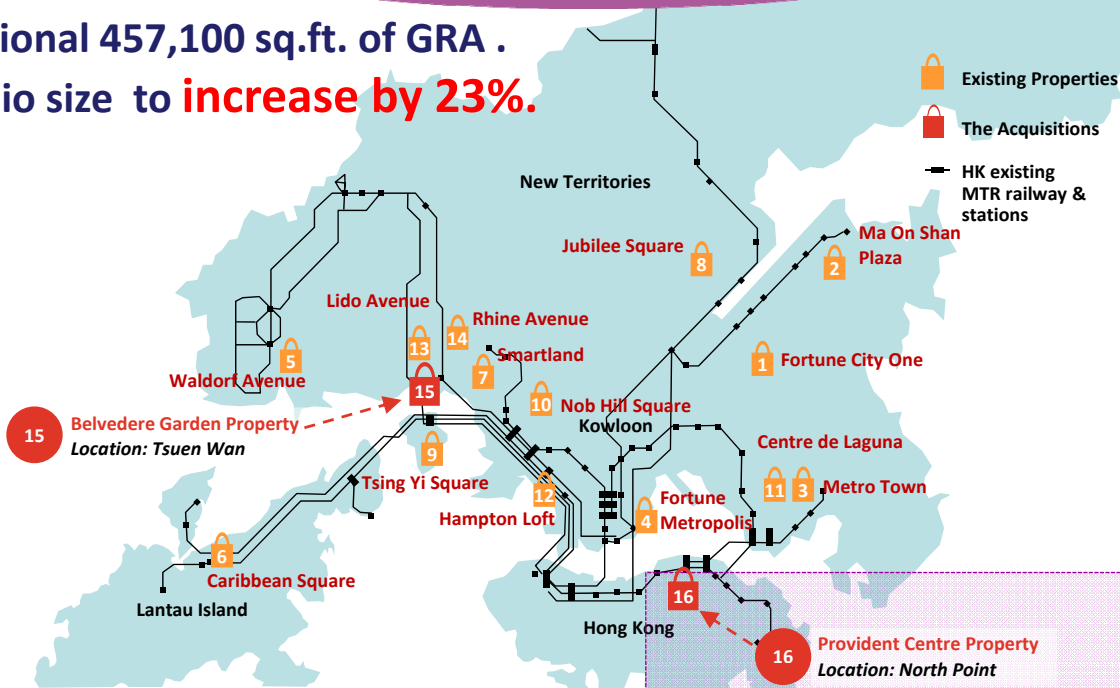 ional 457,100 sq.ft. of GRA .
io size to increase by 23%.
Existing Properties
The Acquisitions
HK existing
MTR railway &
stations
New Territories
Jubilee Square
8
Ma On Shan
Plaza
2
Lido Avenue
13
Rhine Avenue
14
Smartland
7
5
Waldorf Avenue
1
Fortune City One
15
10
Nob Hill Square
Kowloon
15
Belvedere Garden Property
Location: Tsuen Wan
9
Tsing Yi Square
Centre de Laguna
11
3
Metro Town
12
Hampton Loft
4
Fortune
Metropolis
6
Caribbean Square
Lantau Island
16
Hong Kong
16
Provident Centre Property
Location: North Point